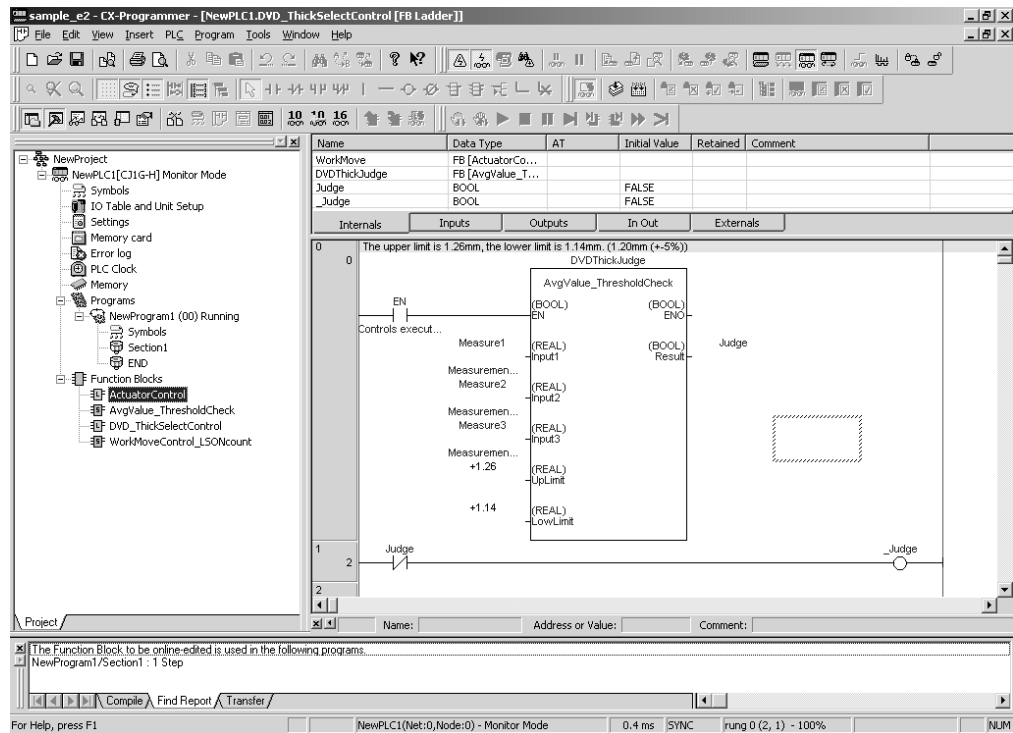 sample_e2 - CX-Programmer - [NewPLC1.DVD_ThickSelectControl [FB Ladder]]
File Edit View Insert PLC Program Tools Window Help
10 16
NewProject
NewPLC1[CJ1G-H] Monitor Mode
Symbols
IO Table and Unit Setup
Settings
Memory card
Error log
PLC Clock
Memory
Programs
NewProgram1 (00) Running
Symbols
Section1
END
Function Blocks
ActuatorControl
AvgValue_ThresholdCheck
DVD_ThickSelectControl
WorkMoveControl_LSONcount
Project
Name Data Type AT Initial Value Retained Comment
WorkMove FB [ActuatorCo...
DVDThickJudge FB [AvgValue_T...
Judge BOOL FALSE
_Judge BOOL FALSE
Internals Inputs Outputs In Out Externals
0 The upper limit is 1.26mm, the lower limit is 1.14mm. (1.20mm (+-5%))
0 DVDThickJudge
AvgValue_ThresholdCheck
EN (BOOL) (BOOL)
EN ENO
Controls execut...
Measure1 (REAL) (BOOL) Judge
Input1 Result
Measuremen...
Measure2 (REAL)
Input2
Measuremen...
Measure3 (REAL)
Input3
Measuremen...
+1.26 (REAL)
UpLimit
+1.14 (REAL)
LowLimit
1 Judge _Judge
2
2
Name: Address or Value: Comment:
The Function Block to be online-edited is used in the following programs.
NewProgram1/Section1 : 1 Step
Compile Find Report Transfer
For Help, press F1 NewPLC1(Net:0,Node:0) - Monitor Mode 0.4 ms SYNC rung 0 (2, 1) - 100% NUM